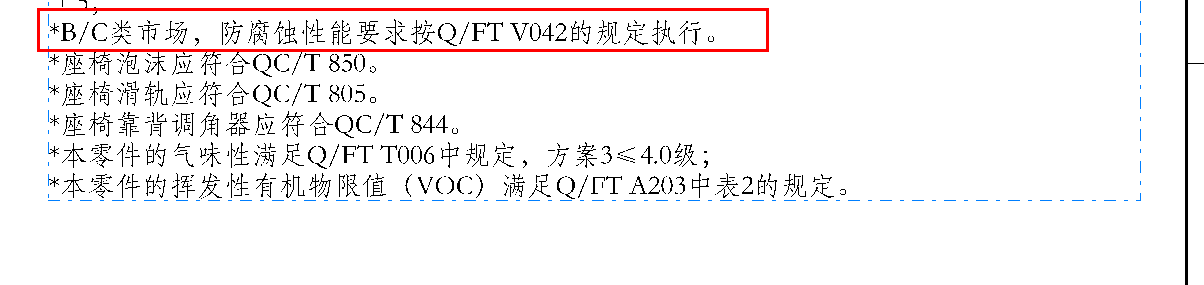 *B/C类市场，防腐蚀性能要求按Q/FT V042的规定执行。
*座椅泡沫应符合QC/T 850。
*座椅滑轨应符合QC/T 805。
*座椅靠背调角器应符合QC/T 844。
*本零件的气味性满足Q/FT T006中规定，方案3≤4.0级；
*本零件的挥发性有机物限值（VOC）满足Q/FT A203中表2的规定。